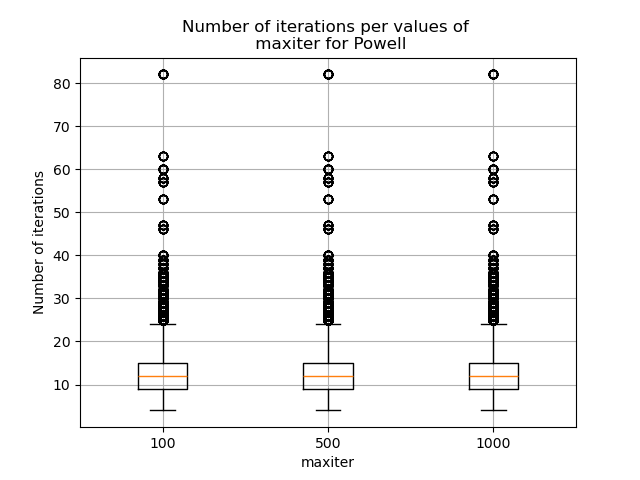 Number of iterations per values of
maxiter for Powell
Number of iterations
80
70
60
50
40
30
20
10
100 500 1000
maxiter